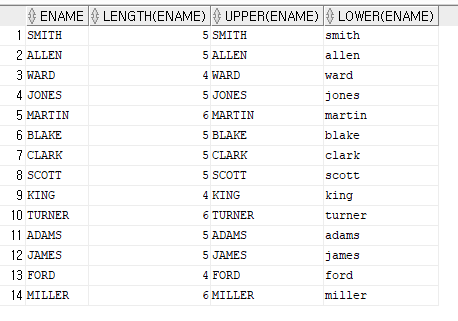 ENAME LENGTH(ENAME) UPPER(ENAME) LOWER(ENAME)
1 SMITH 5 SMITH smith
2 ALLEN 5 ALLEN allen
3 WARD 4 WARD ward
4 JONES 5 JONES jones
5 MARTIN 6 MARTIN martin
6 BLAKE 5 BLAKE blake
7 CLARK 5 CLARK clark
8 SCOTT 5 SCOTT scott
9 KING 4 KING king
10 TURNER 6 TURNER turner
11 ADAMS 5 ADAMS adams
12 JAMES 5 JAMES james
13 FORD 4 FORD ford
14 MILLER 6 MILLER miller